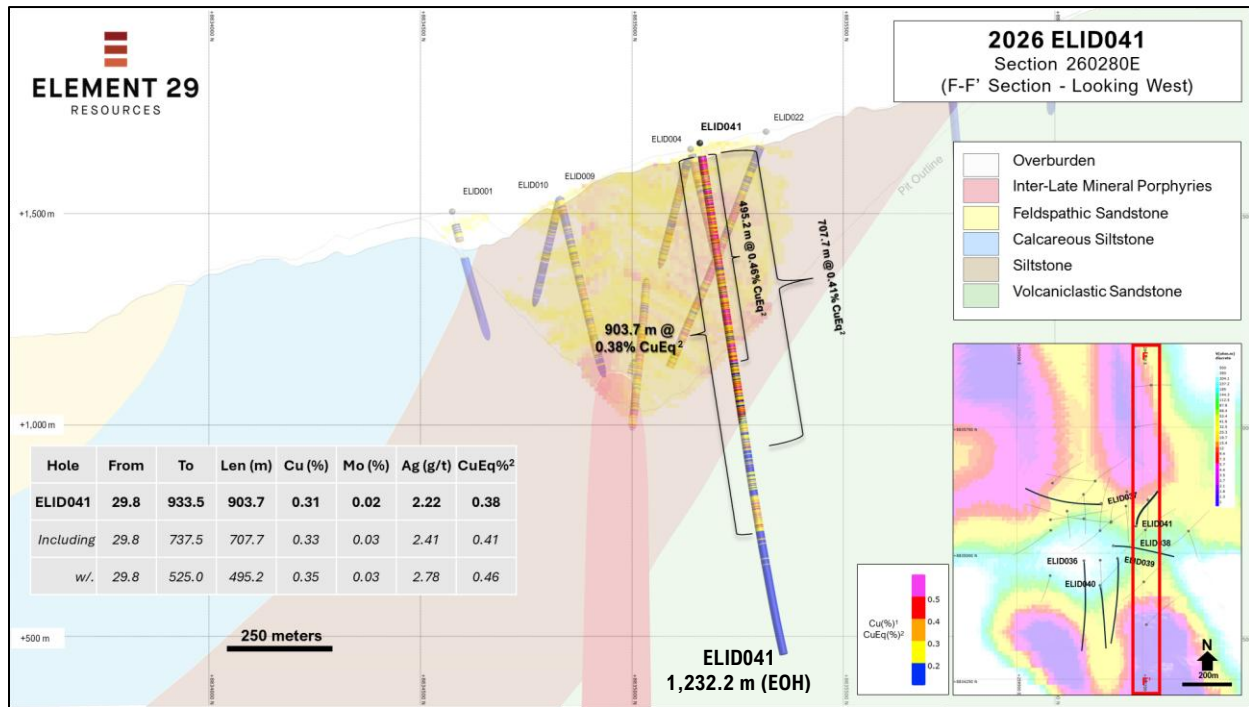 ELEMENT 29
RESOURCES
2026 ELID041
Section 260280E
(F-F' Section - Looking West)
Overburden
Inter-Late Mineral Porphyries
Feldspathic Sandstone
Calcareous Siltstone
Siltstone
Volcaniclastic Sandstone
ELID001
ELID010
ELID009
ELID004
ELID041
ELID022
Pit Outline
+1,500 m
+1,000 m
+500 m
495.2 m @ 0.46% CuEq²
707.7 m @ 0.41% CuEq²
903.7 m @
0.38% CuEq²
Hole From To Len (m) Cu (%) Mo (%) Ag (g/t) CuEq%²
ELID041 29.8 933.5 903.7 0.31 0.02 2.22 0.38
Including 29.8 737.5 707.7 0.33 0.03 2.41 0.41
w/. 29.8 525.0 495.2 0.35 0.03 2.78 0.46
250 meters
ELID041
1,232.2 m (EOH)
Cu(%)¹
CuEq(%)²
0.5
0.4
0.3
0.2
F
ELID037
ELID041
ELID038
ELID036
ELID039
ELID040
F'
N
200m